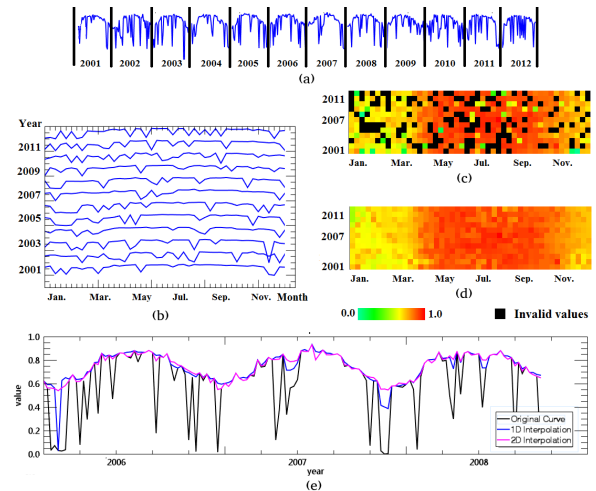 2001 2002 2003 2004 2005 2006 2007 2008 2009 2010 2011 2012
(a)
Year
2011
2009
2007
2005
2003
2001
Jan. Mar. May Jul. Sep. Nov. Month
(b)
2011
2007
2001
Jan. Mar. May Jul. Sep. Nov.
(c)
2011
2007
2001
Jan. Mar. May Jul. Sep. Nov.
(d)
0.0 1.0 Invalid values
1.0
0.8
0.6
0.4
0.2
0.0
value
Original Curve
1D Interpolation
2D Interpolation
2006 2007 2008
year
(e)